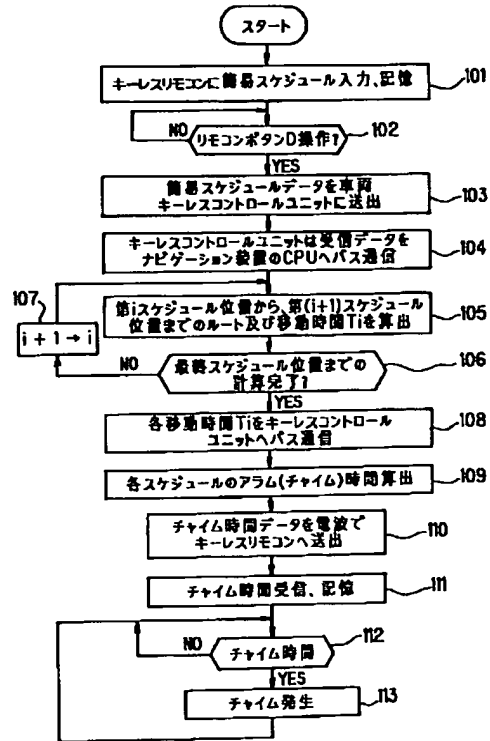 スタート
キーレスリモコンに簡易スケジュール入力、記憶
101
NO
リモコンボタンD操作?
102
YES
簡易スケジュールデータを車両
キーレスコントロールユニットに送出
103
キーレスコントロールユニットは受信データを
ナビゲーション装置のCPUへバス通信
104
107
i+1→i
第iスケジュール位置から、第(i+1)スケジュール
位置までのルート及び移動時間Tiを算出
105
NO
最終スケジュール位置までの
計算完了?
106
YES
各移動時間Tiをキーレスコントロール
ユニットへバス通信
108
各スケジュールのアラム(チャイム)時間算出
109
チャイム時間データを電波で
キーレスリモコンへ送出
110
チャイム時間受信、記憶
111
NO
チャイム時間
112
YES
チャイム発生
113